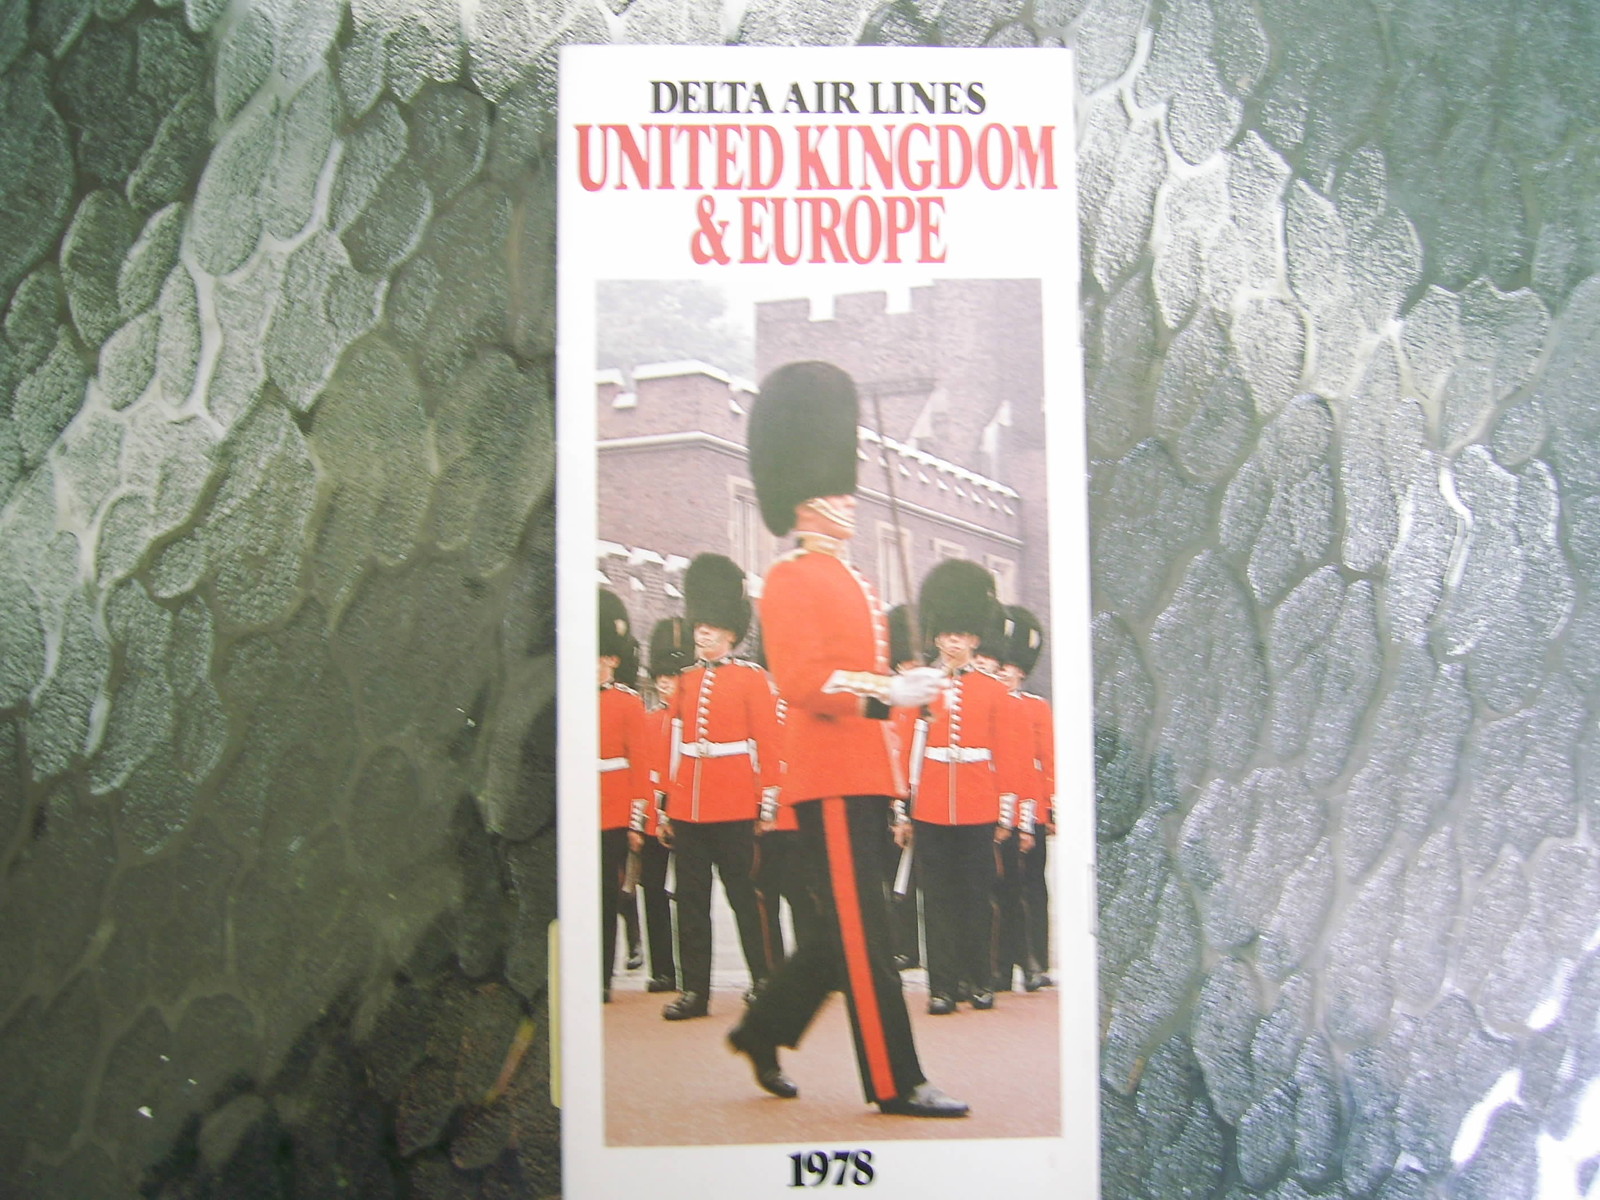 DELTA AIR LINES
UNITED KINGDOM
& EUROPE
1978